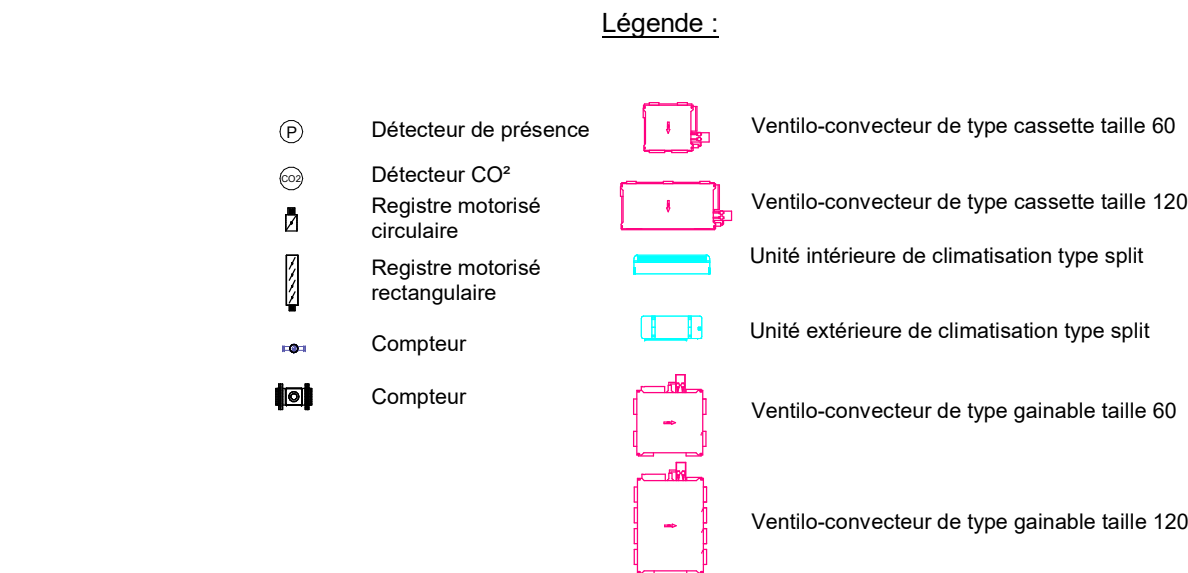 Légende :
P
Détecteur de présence
CO2
Détecteur CO²
Registre motorisé
circulaire
Registre motorisé
rectangulaire
Compteur
Compteur
Ventilo-convecteur de type cassette taille 60
Ventilo-convecteur de type cassette taille 120
Unité intérieure de climatisation type split
Unité extérieure de climatisation type split
Ventilo-convecteur de type gainable taille 60
Ventilo-convecteur de type gainable taille 120